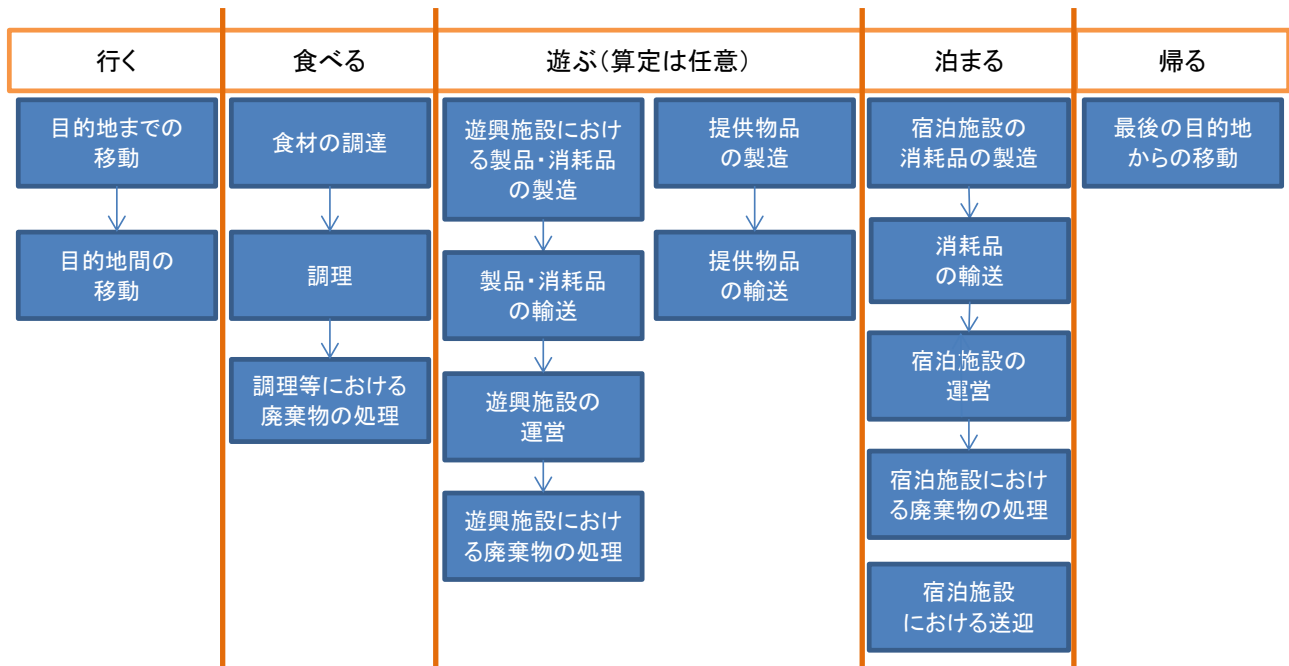 行く
食べる
遊ぶ(算定は任意)
泊まる
帰る
目的地までの
移動
目的地間の
移動
食材の調達
調理
調理等における
廃棄物の処理
遊興施設におけ
る製品・消耗品
の製造
製品・消耗品
の輸送
遊興施設の
運営
遊興施設におけ
る廃棄物の処理
提供物品
の製造
提供物品
の輸送
宿泊施設の
消耗品の製造
消耗品
の輸送
宿泊施設の
運営
宿泊施設におけ
る廃棄物の処理
宿泊施設
における送迎
最後の目的地
からの移動